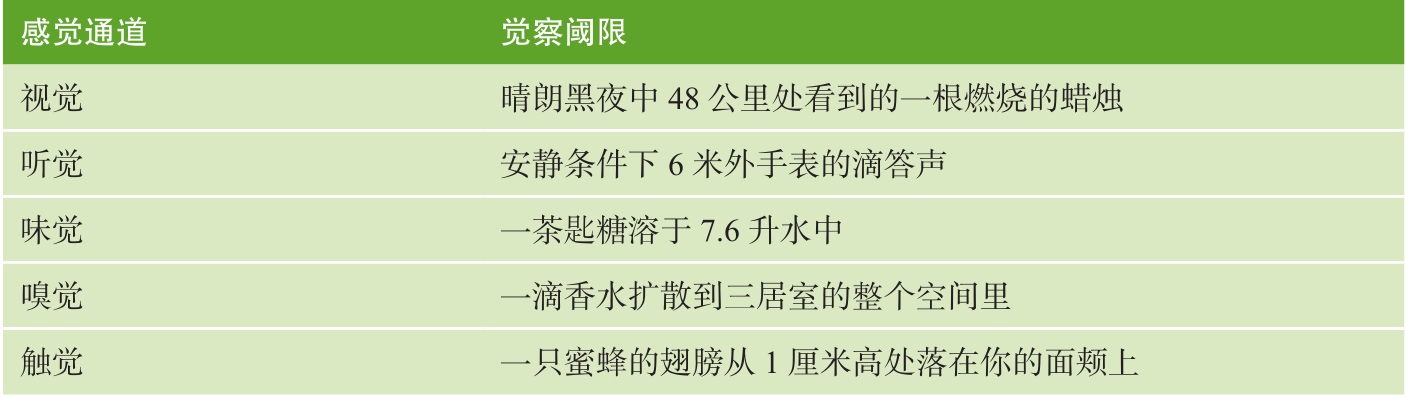 感觉通道 觉察阈限
视觉 晴朗黑夜中 48 公里处看到的一根燃烧的蜡烛
听觉 安静条件下 6 米外手表的滴答声
味觉 一茶匙糖溶于 7.6 升水中
嗅觉 一滴香水扩散到三居室的整个空间里
触觉 一只蜜蜂的翅膀从 1 厘米高处落在你的面颊上